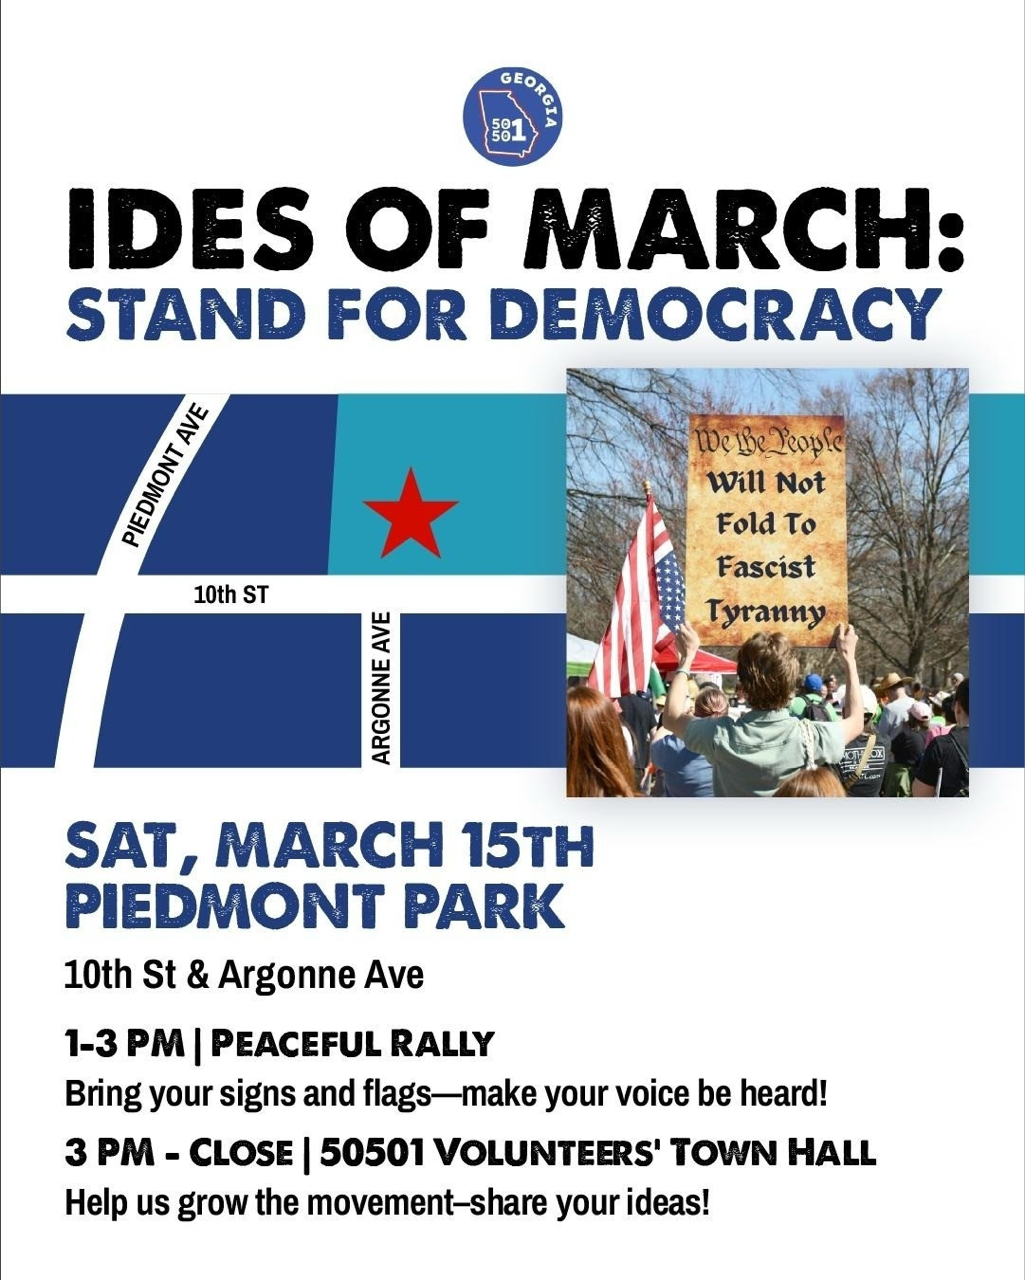 GEORGIA
50
50
1
IDES OF MARCH:
STAND FOR DEMOCRACY
PIEDMONT AVE
10th ST
ARGONNE AVE
We the People
Will Not
Fold To
Fascist
Tyranny
SAT, MARCH 15TH
PIEDMONT PARK
10th St & Argonne Ave
1-3 PM | PEACEFUL RALLY
Bring your signs and flags—make your voice be heard!
3 PM - CLOSE | 50501 VOLUNTEERS' TOWN HALL
Help us grow the movement–share your ideas!